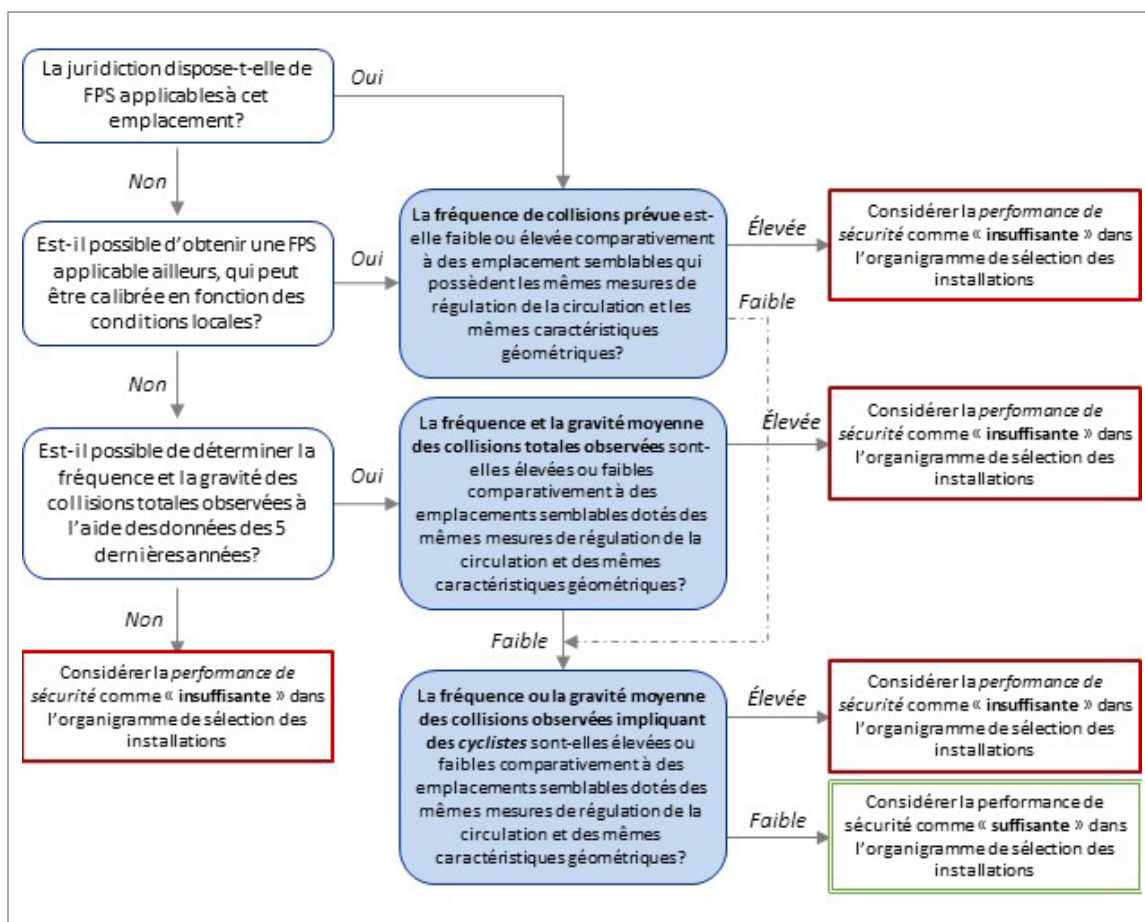 La juridiction dispose-t-elle de
FPS applicables à cet
emplacement?
Oui
Non
Est-il possible d'obtenir une FPS
applicable ailleurs, qui peut
être calibrée en fonction des
conditions locales?
Oui
La fréquence de collisions prévue est-
elle faible ou élevée comparativement
à des emplacement semblables qui
possèdent les mêmes mesures de
régulation de la circulation et les
mêmes caractéristiques
géométriques?
Élevée
Considérer la performance de
sécurité comme « insuffisante » dans
l'organigramme de sélection des
installations
Faible
Non
Est-il possible de déterminer la
fréquence et la gravité des
collisions totales observées à
l'aide des données des 5
dernières années?
Oui
La fréquence et la gravité moyenne
des collisions totales observées sont-
elles élevées ou faibles
comparativement à des
emplacements semblables dotés des
mêmes mesures de régulation de la
circulation et des mêmes
caractéristiques géométriques?
Élevée
Considérer la performance de
sécurité comme « insuffisante » dans
l'organigramme de sélection des
installations
Non
Faible
Considérer la performance de
sécurité comme « insuffisante » dans
l'organigramme de sélection des
installations
La fréquence ou la gravité moyenne
des collisions observées impliquant
des cyclistes sont-elles élevées ou
faibles comparativement à des
emplacements semblables dotés des
mêmes mesures de régulation de la
circulation et des mêmes
caractéristiques géométriques?
Élevée
Considérer la performance de
sécurité comme « insuffisante » dans
l'organigramme de sélection des
installations
Faible
Considérer la performance de
sécurité comme « suffisante » dans
l'organigramme de sélection des
installations